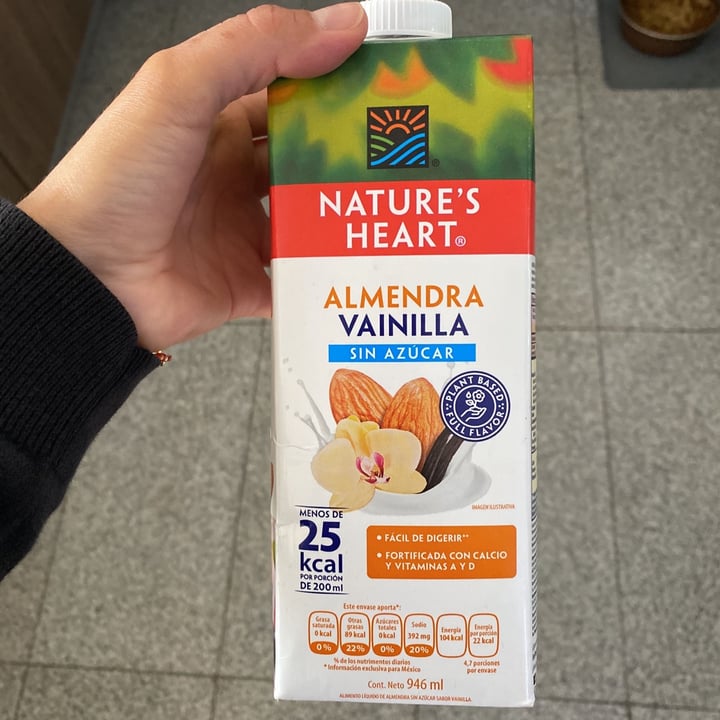 NATURE'S
HEART®
ALMENDRA
VAINILLA
SIN AZÚCAR
PLANT BASED
FULL FLAVOR
IMAGEN ILUSTRATIVA
MENOS DE
25
kcal
POR PORCIÓN
DE 200 ml
• FÁCIL DE DIGERIR**
• FORTIFICADA CON CALCIO
Y VITAMINAS A Y D
Este envase aporta*:
Grasa saturada 0 kcal 0 %
Otras grasas 89 kcal 22%
Azúcares totales 0 kcal 0%
Sodio 392 mg 20%
Energía 104 kcal
Energía por porción 22 kcal
% de los nutrimentos diarios
* Información exclusiva para México
4,7 porciones
por envase
Cont. Neto 946 ml
ALIMENTO LÍQUIDO DE ALMENDRA SIN AZÚCAR SABOR VAINILLA.